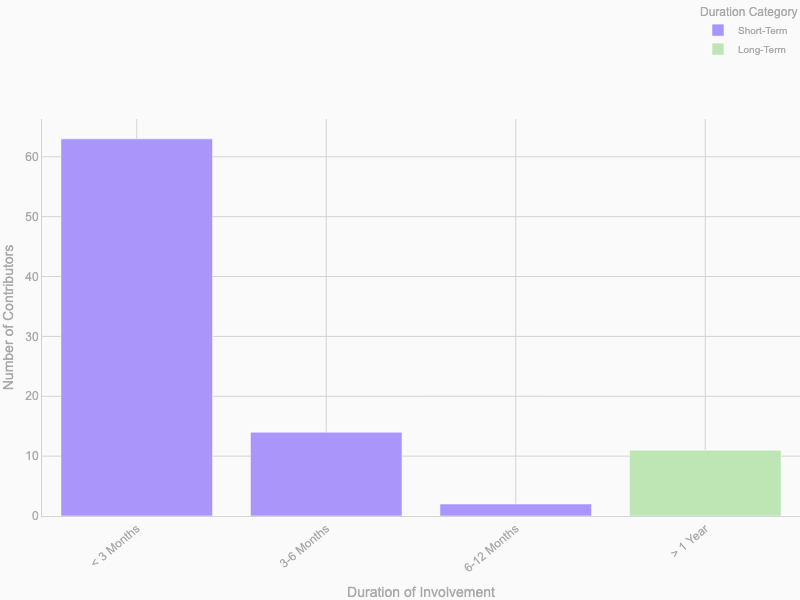 Duration Category
Short-Term
Long-Term
Number of Contributors
60
50
40
30
20
10
0
< 3 Months
3-6 Months
6-12 Months
> 1 Year
Duration of Involvement